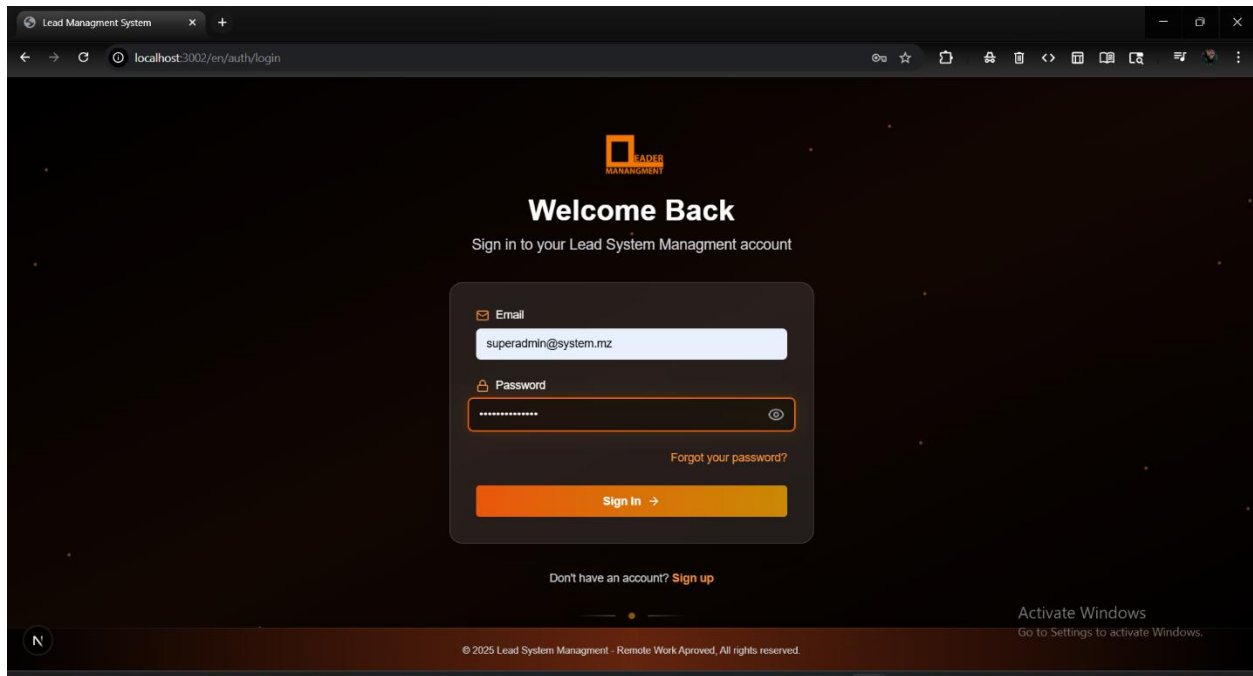 Lead Managment System
localhost:3002/en/auth/login
LEADER
MANANGMENT
Welcome Back
Sign in to your Lead System Managment account
Email
superadmin@system.mz
Password
••••••••••••••
Forgot your password?
Sign In →
Don't have an account? Sign up
Activate Windows
Go to Settings to activate Windows.
N
© 2025 Lead System Managment - Remote Work Aproved, All rights reserved.